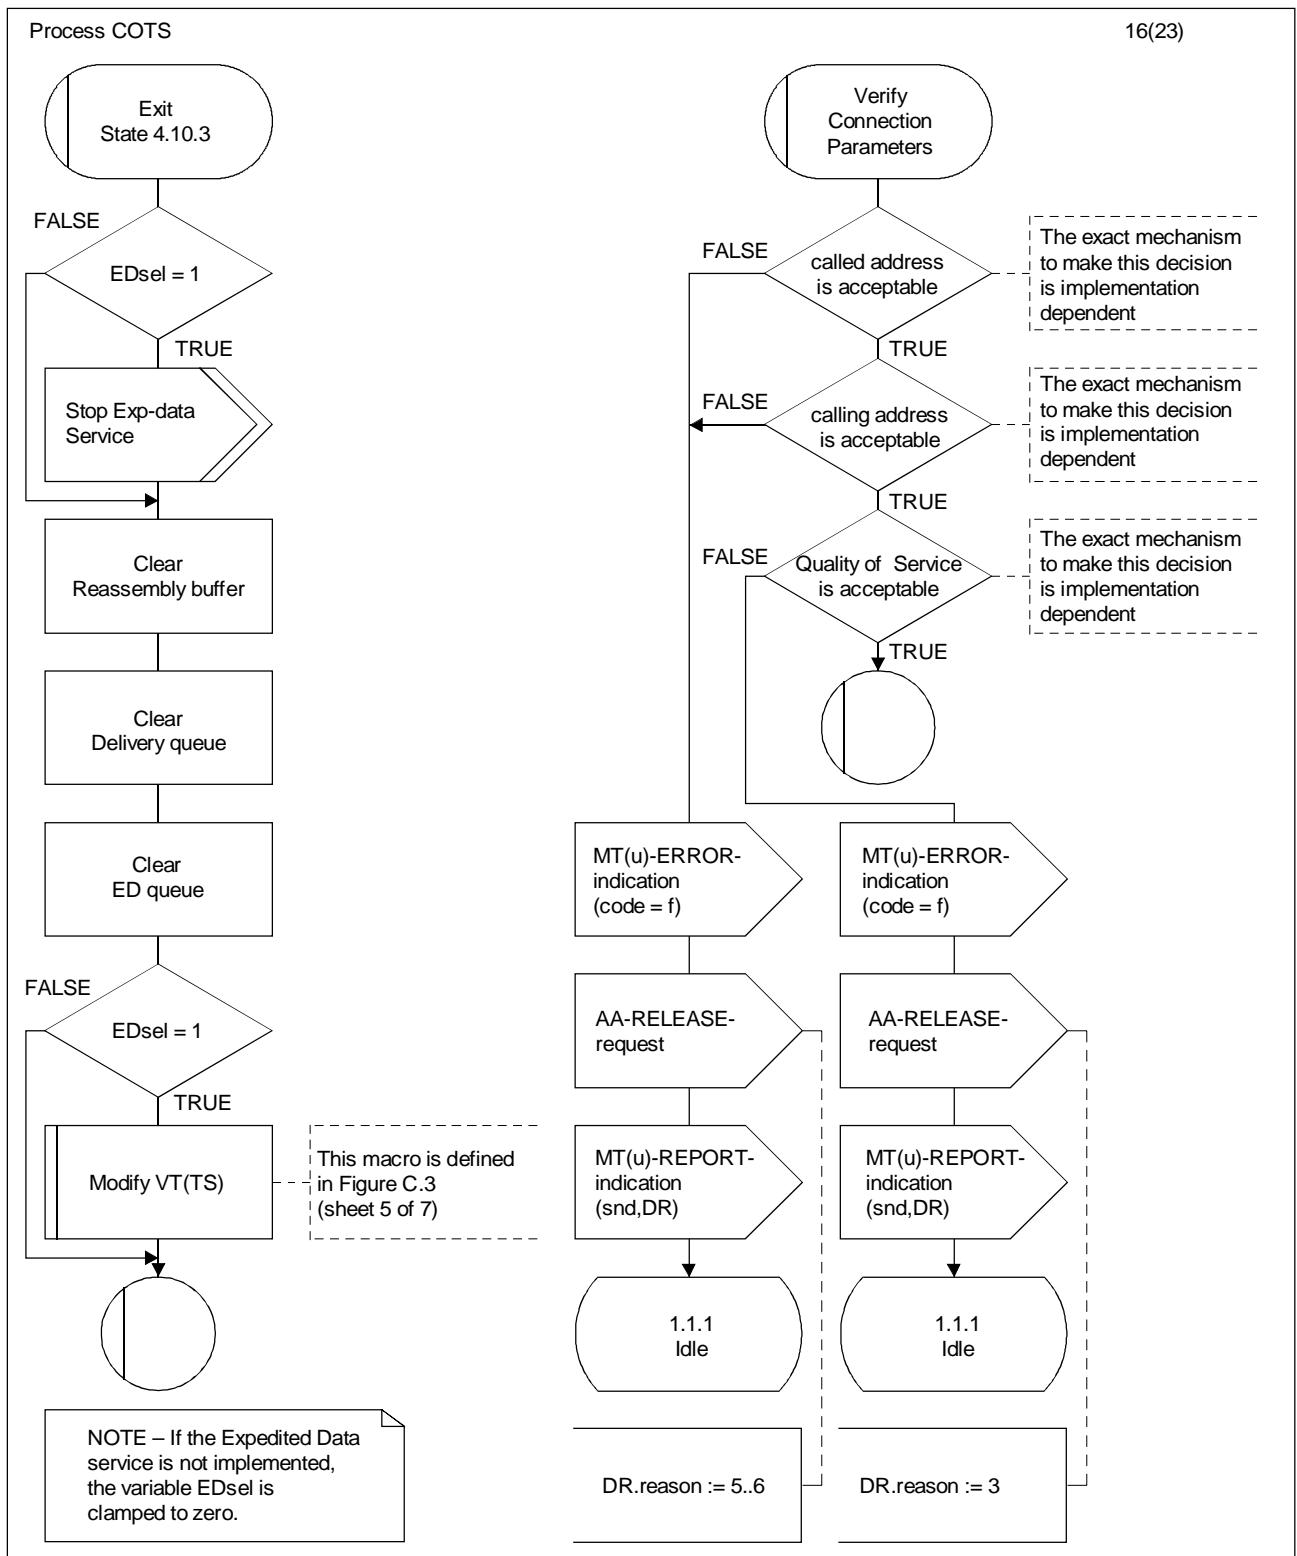 Process COTS
16(23)
Exit
State 4.10.3
FALSE
EDsel = 1
TRUE
Stop Exp-data
Service
Clear
Reassembly buffer
Clear
Delivery queue
Clear
ED queue
FALSE
EDsel = 1
TRUE
Modify VT(TS)
This macro is defined
in Figure C.3
(sheet 5 of 7)
NOTE – If the Expedited Data
service is not implemented,
the variable EDsel is
clamped to zero.
Verify
Connection
Parameters
FALSE
called address
is acceptable
The exact mechanism
to make this decision
is implementation
dependent
TRUE
FALSE
calling address
is acceptable
The exact mechanism
to make this decision
is implementation
dependent
TRUE
FALSE
Quality of Service
is acceptable
The exact mechanism
to make this decision
is implementation
dependent
TRUE
MT(u)-ERROR-
indication
(code = f)
AA-RELEASE-
request
MT(u)-REPORT-
indication
(snd,DR)
1.1.1
Idle
DR.reason := 5..6
MT(u)-ERROR-
indication
(code = f)
AA-RELEASE-
request
MT(u)-REPORT-
indication
(snd,DR)
1.1.1
Idle
DR.reason := 3